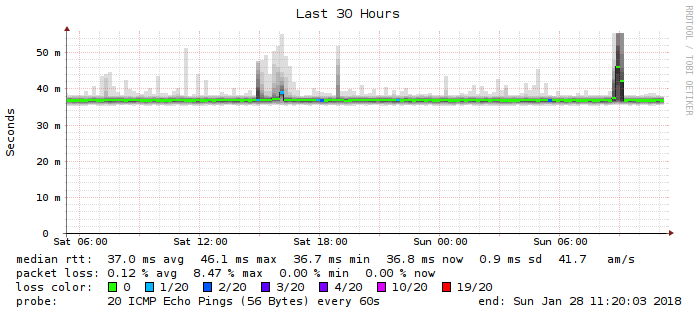 Last 30 Hours
RRDTOOL / TOBI OETIKER
Seconds
50 m
40 m
30 m
20 m
10 m
0
Sat 06:00 Sat 12:00 Sat 18:00 Sun 00:00 Sun 06:00
median rtt: 37.0 ms avg 46.1 ms max 36.7 ms min 36.8 ms now 0.9 ms sd 41.7 am/s
packet loss: 0.12 % avg 8.47 % max 0.00 % min 0.00 % now
loss color: 0 1/20 2/20 3/20 4/20 10/20 19/20
probe: 20 ICMP Echo Pings (56 Bytes) every 60s end: Sun Jan 28 11:20:03 2018